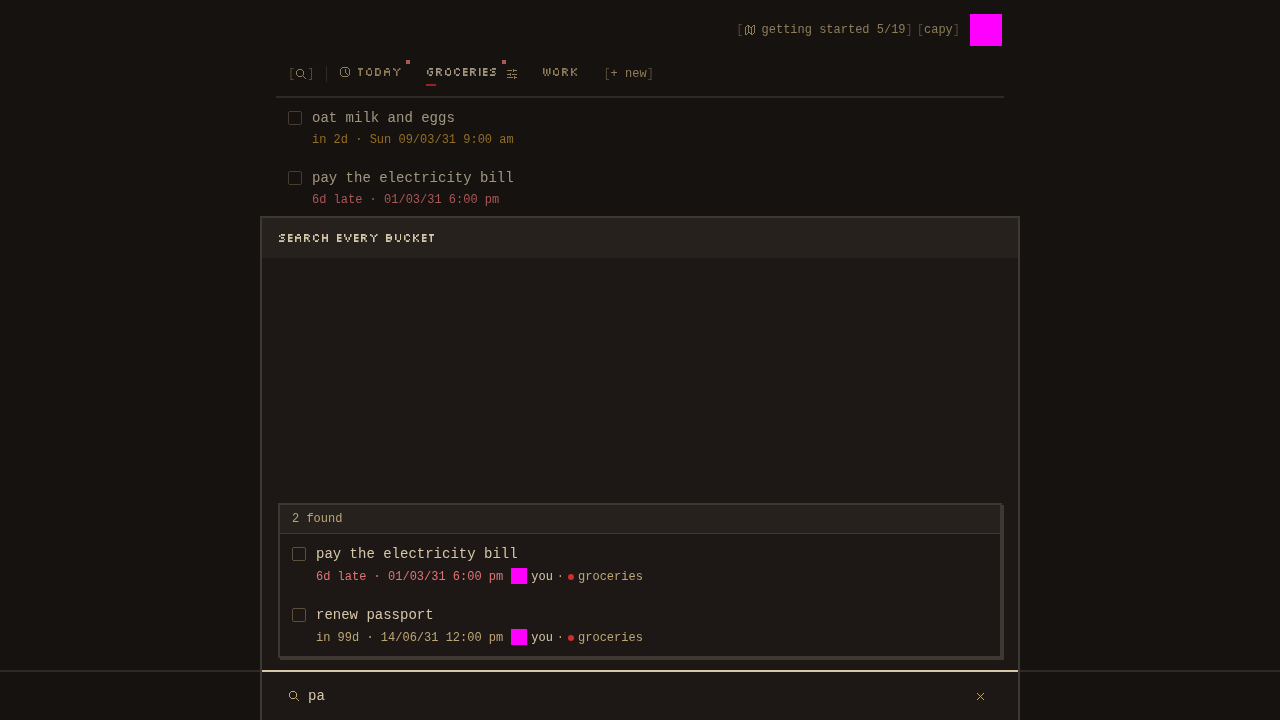 [getting started 5/19] [capy]
[ ] TODAY GROCERIES WORK [+ new]
oat milk and eggs
in 2d · Sun 09/03/31 9:00 am
pay the electricity bill
6d late · 01/03/31 6:00 pm
SEARCH EVERY BUCKET
2 found
pay the electricity bill
6d late · 01/03/31 6:00 pm you · groceries
renew passport
in 99d · 14/06/31 12:00 pm you · groceries
pa